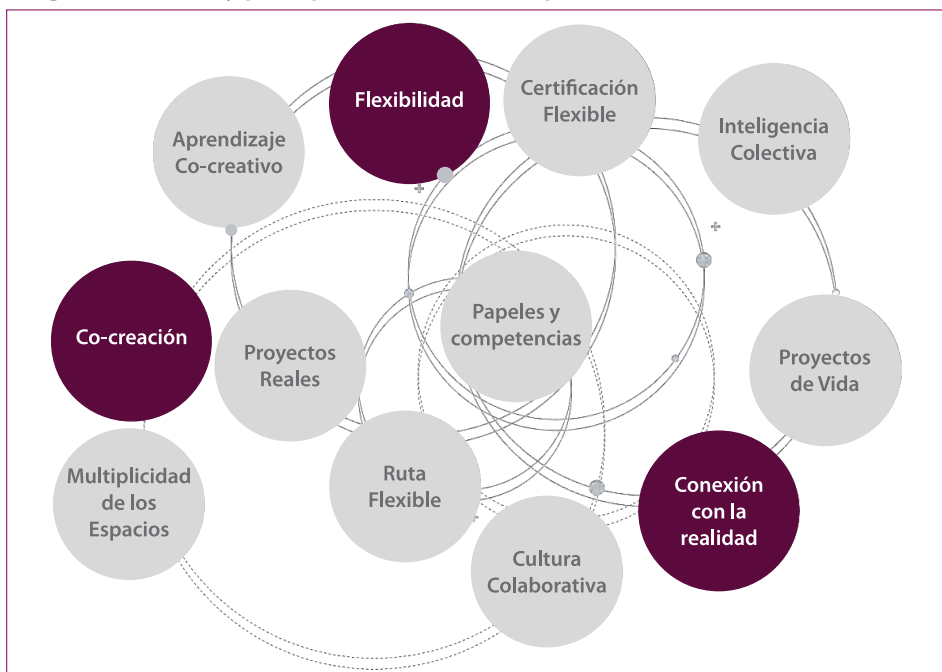 Flexibilidad
Certificación
Flexible
Aprendizaje
Co-creativo
Inteligencia
Colectiva
Co-creación
Proyectos
Reales
Papeles y
competencias
Proyectos
de Vida
Multiplicidad
de los
Espacios
Ruta
Flexible
Conexión
con la
realidad
Cultura
Colaborativa